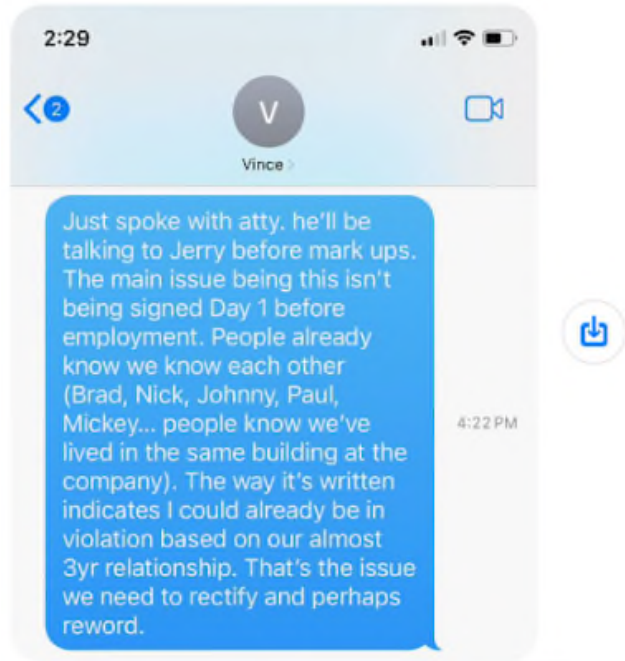 2:29
2
V
Vince
Just spoke with atty. he'll be
talking to Jerry before mark ups.
The main issue being this isn't
being signed Day 1 before
employment. People already
know we know each other
(Brad, Nick, Johnny, Paul,
Mickey... people know we've
lived in the same building at the
company). The way it's written
indicates I could already be in
violation based on our almost
3yr relationship. That's the issue
we need to rectify and perhaps
reword.
4:22 PM